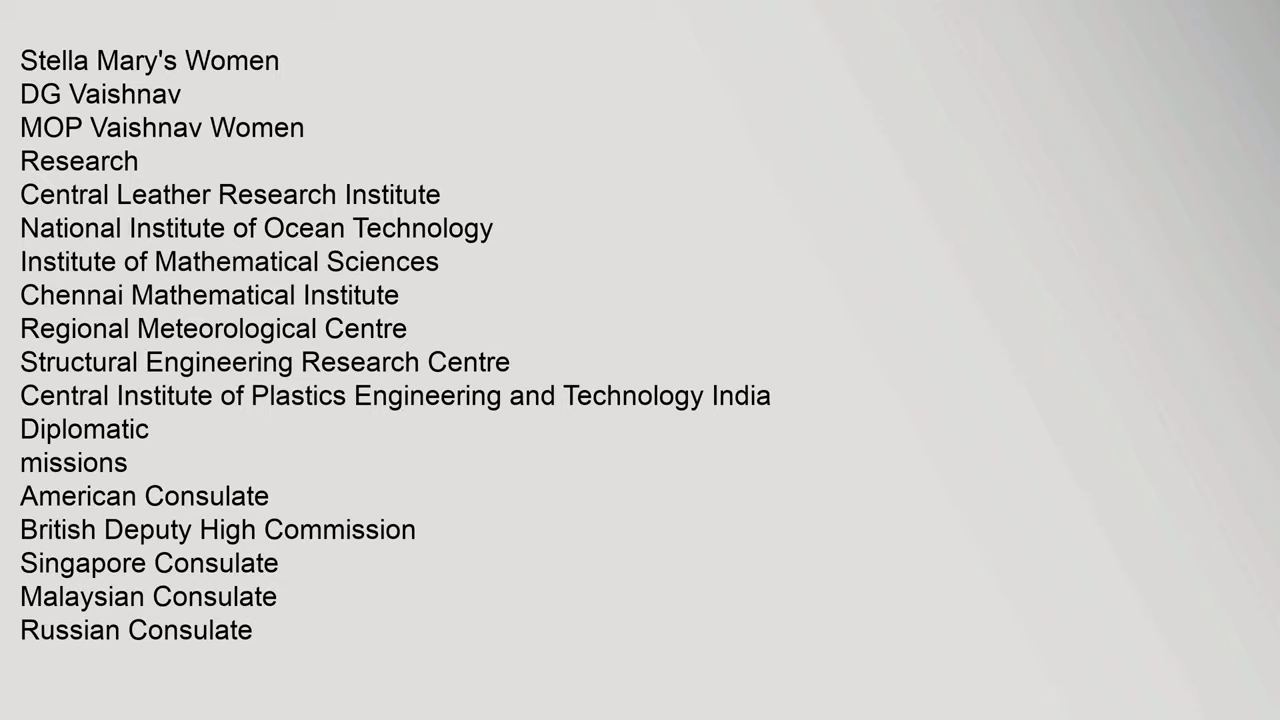 Stella Mary's Women
DG Vaishnav
MOP Vaishnav Women
Research
Central Leather Research Institute
National Institute of Ocean Technology
Institute of Mathematical Sciences
Chennai Mathematical Institute
Regional Meteorological Centre
Structural Engineering Research Centre
Central Institute of Plastics Engineering and Technology India
Diplomatic
missions
American Consulate
British Deputy High Commission
Singapore Consulate
Malaysian Consulate
Russian Consulate